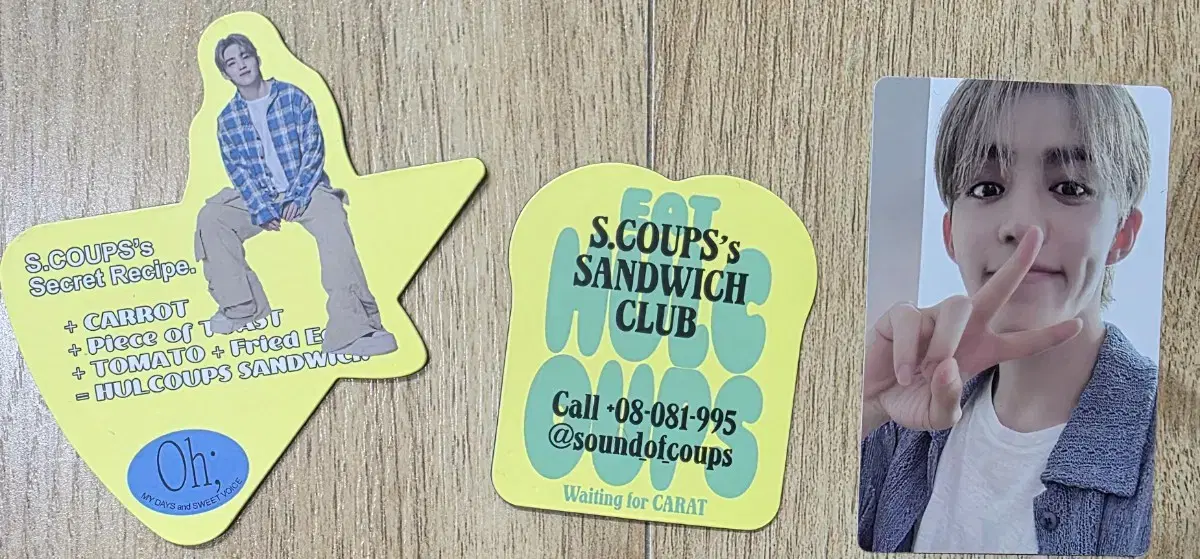 S.COUPS's
Secret Recipe.
+ CARROT
+ Piece of
+ TOMATO + Fried
= HULCOUPS SANDWICH
Oh;
MY DAYS and SWEET VOICE
EAT
HULC
OUPS
S.COUPS's
SANDWICH
CLUB
Call +08-081-995
@sound_of_coups
Waiting for CARAT